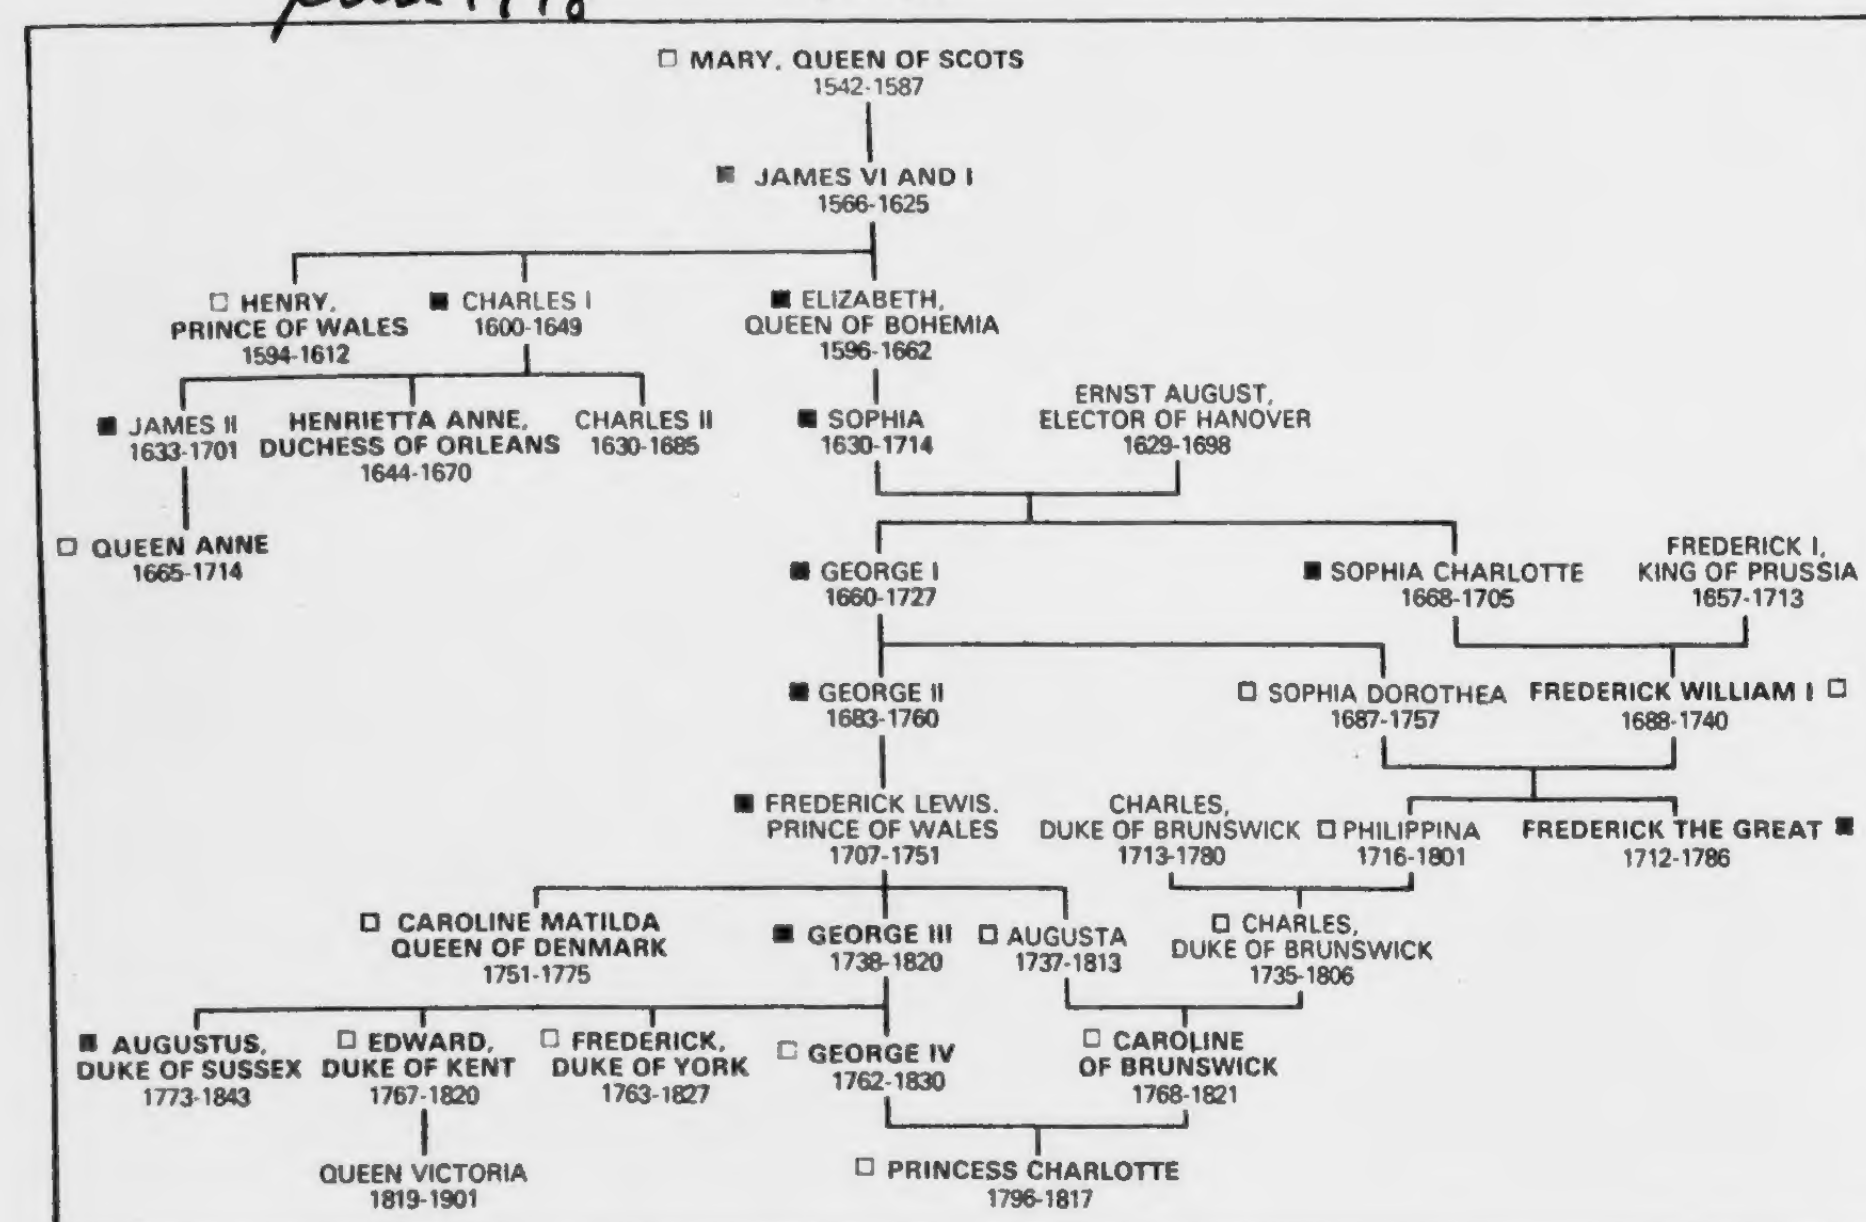 MARY, QUEEN OF SCOTS
1542-1587
JAMES VI AND I
1566-1625
HENRY,
PRINCE OF WALES
1594-1612
CHARLES I
1600-1649
ELIZABETH,
QUEEN OF BOHEMIA
1596-1662
JAMES II
1633-1701
HENRIETTA ANNE,
DUCHESS OF ORLEANS
1644-1670
CHARLES II
1630-1685
SOPHIA
1630-1714
ERNST AUGUST,
ELECTOR OF HANOVER
1629-1698
QUEEN ANNE
1665-1714
GEORGE I
1660-1727
SOPHIA CHARLOTTE
1668-1705
FREDERICK I,
KING OF PRUSSIA
1657-1713
GEORGE II
1683-1760
SOPHIA DOROTHEA
1687-1757
FREDERICK WILLIAM I
1688-1740
FREDERICK LEWIS.
PRINCE OF WALES
1707-1751
CHARLES,
DUKE OF BRUNSWICK
1713-1780
PHILIPPINA
1716-1801
FREDERICK THE GREAT
1712-1786
CAROLINE MATILDA
QUEEN OF DENMARK
1751-1775
GEORGE III
1738-1820
AUGUSTA
1737-1813
CHARLES,
DUKE OF BRUNSWICK
1735-1806
AUGUSTUS,
DUKE OF SUSSEX
1773-1843
EDWARD,
DUKE OF KENT
1767-1820
FREDERICK,
DUKE OF YORK
1763-1827
GEORGE IV
1762-1830
CAROLINE
OF BRUNSWICK
1768-1821
QUEEN VICTORIA
1819-1901
PRINCESS CHARLOTTE
1796-1817